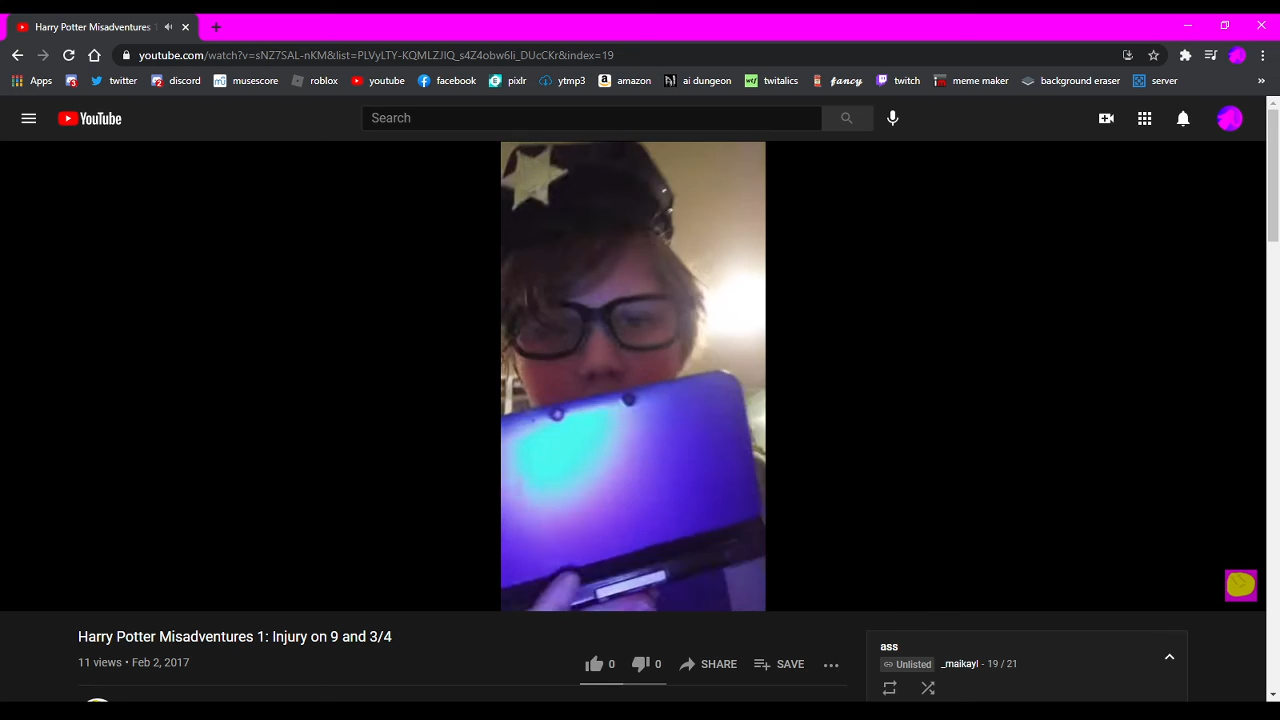 Harry Potter Misadventures 1
youtube.com/watch?v=sNZ7SAL-nKM&list=PLVyLTY-KQMLZJIQ_s4Z4obw6li_DUcCKr&index=19
Apps twitter discord musescore roblox youtube facebook pixlr ytmp3 amazon ai dungeon twitalics fancy twitch meme maker background eraser server »
YouTube
Search
Harry Potter Misadventures 1: Injury on 9 and 3/4
11 views • Feb 2, 2017
0 0 SHARE SAVE
ass
Unlisted _maikayl - 19 / 21